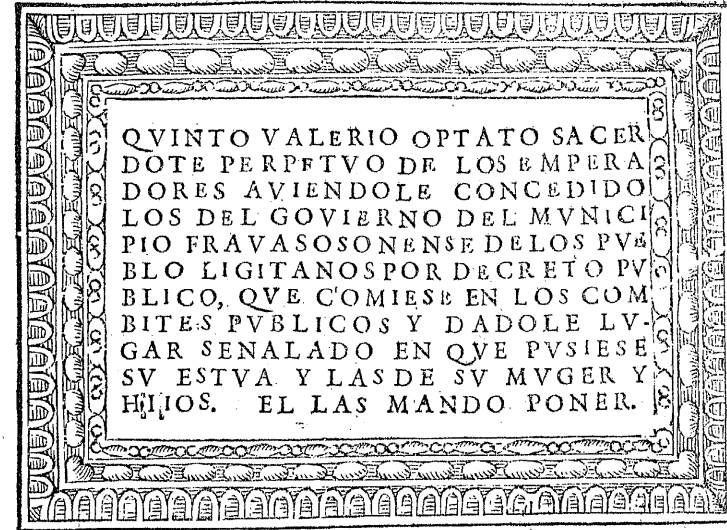 QVINTO VALERIO OPTATO SACER
DOTE PERPETVO DE LOS EMPERA
DORES AVIENDOLE CONCEDIDO
LOS DEL GOVIERNO DEL MVNICI
PIO FRAVASOSONENSE DE LOS PVE
BLO LIGITANOS POR DECRETO PV
BLICO, QVE COMIESE EN LOS COM
BITES PVBLICOS Y DADOLE LV-
GAR SENALADO EN QVE PVSIESE
SV ESTVA Y LAS DE SV MVGER Y
HIIIOS. EL LAS MANDO PONER.